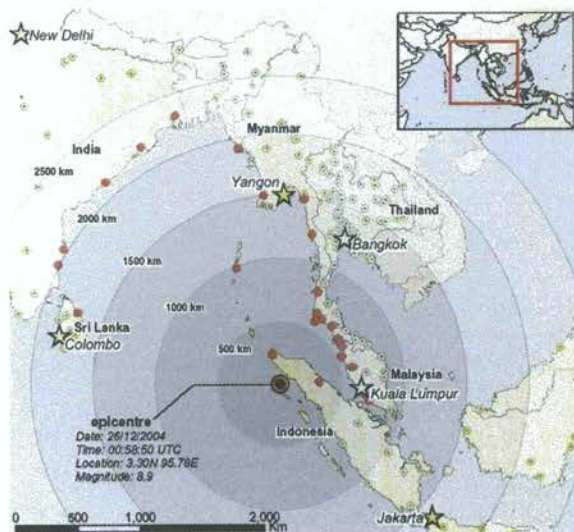 New Delhi
Myanmar
India
2500 km
Yangon
Thailand
2000 km
Bangkok
1500 km
1000 km
Sri Lanka
Colombo
500 km
Malaysia
Kuala Lumpur
epicentre
Date: 26/12/2004
Time: 00:58:50 UTC
Location: 3.30N 95.78E
Magnitude: 8.9
Indonesia
Jakarta
0 500 1,000 2,000
Km